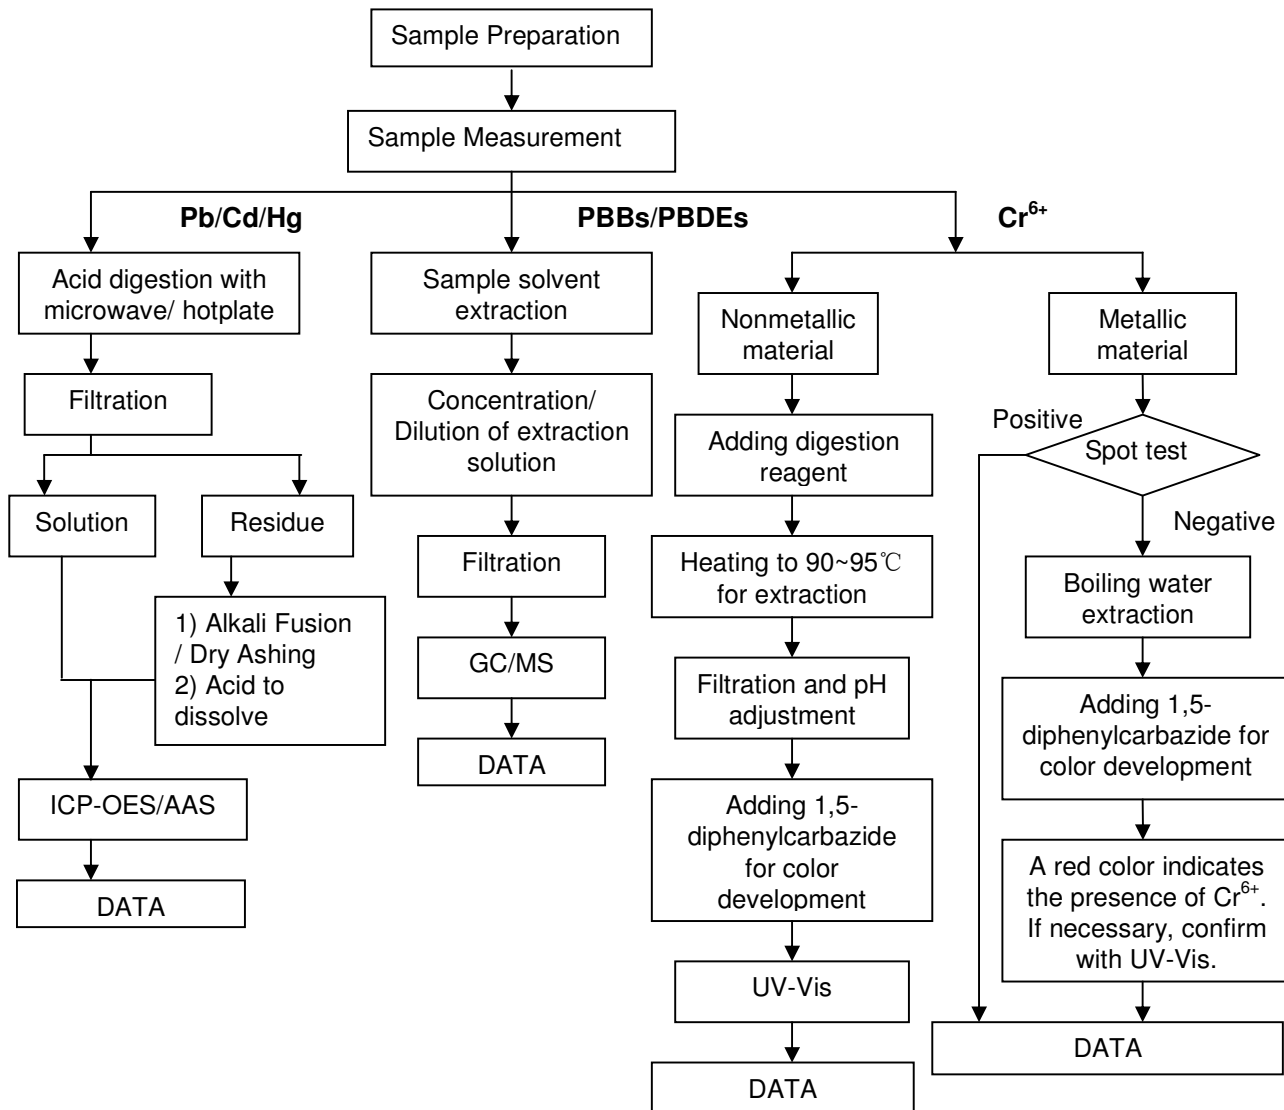 Sample Preparation
Sample Measurement
Pb/Cd/Hg
PBBs/PBDEs
Cr⁶⁺
Acid digestion with
microwave/ hotplate
Filtration
Solution
Residue
1) Alkali Fusion
/ Dry Ashing
2) Acid to
dissolve
ICP-OES/AAS
DATA
Sample solvent
extraction
Concentration/
Dilution of extraction
solution
Filtration
GC/MS
DATA
Nonmetallic
material
Adding digestion
reagent
Heating to 90~95℃
for extraction
Filtration and pH
adjustment
Adding 1,5-
diphenylcarbazide
for color
development
UV-Vis
DATA
Metallic
material
Positive
Spot test
Negative
Boiling water
extraction
Adding 1,5-
diphenylcarbazide for
color development
A red color indicates
the presence of Cr⁶⁺.
If necessary, confirm
with UV-Vis.
DATA